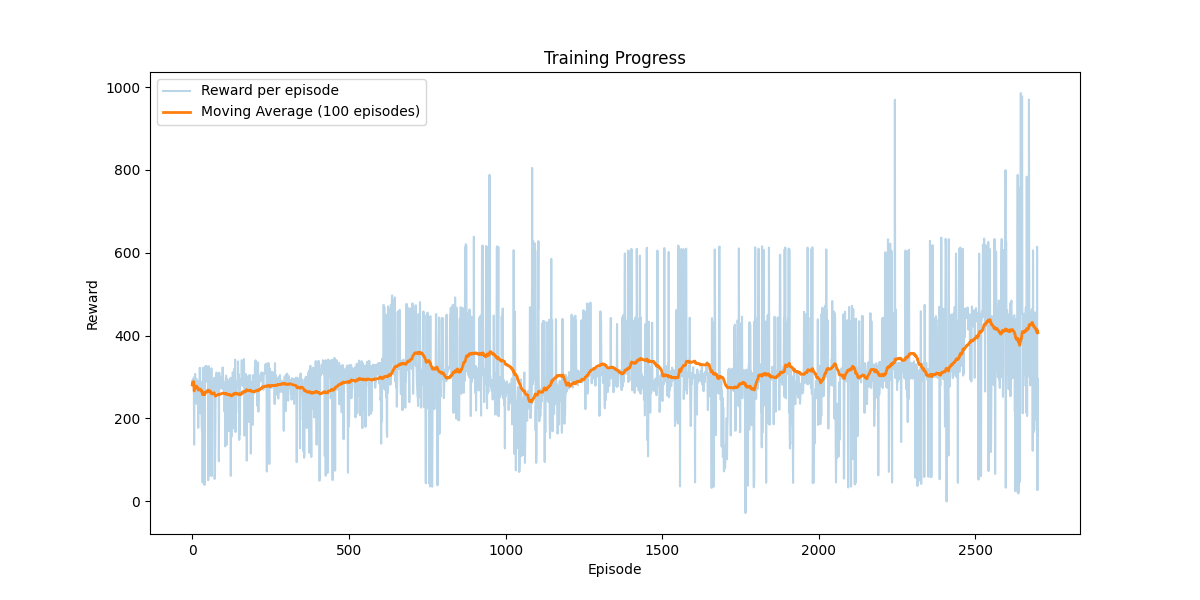 Training Progress
Reward per episode
Moving Average (100 episodes)
1000
800
600
400
200
0
Reward
0
500
1000
1500
2000
2500
Episode